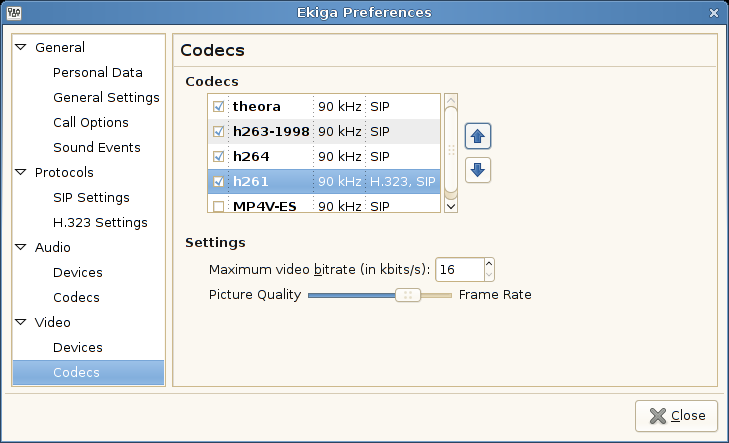 Ekiga Preferences
General
Personal Data
General Settings
Call Options
Sound Events
Protocols
SIP Settings
H.323 Settings
Audio
Devices
Codecs
Video
Devices
Codecs
Codecs
Codecs
theora 90 kHz SIP
h263-1998 90 kHz SIP
h264 90 kHz SIP
h261 90 kHz H.323, SIP
MP4V-ES 90 kHz SIP
Settings
Maximum video bitrate (in kbits/s): 16
Picture Quality Frame Rate
Close